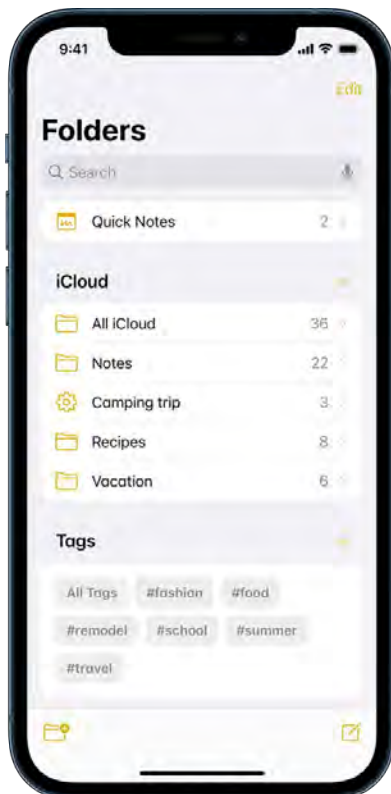 9:41
Edit
Folders
Search
Quick Notes 2
iCloud
All iCloud 36
Notes 22
Camping trip 3
Recipes 8
Vacation 6
Tags
All Tags #fashion #food
#remodel #school #summer
#travel